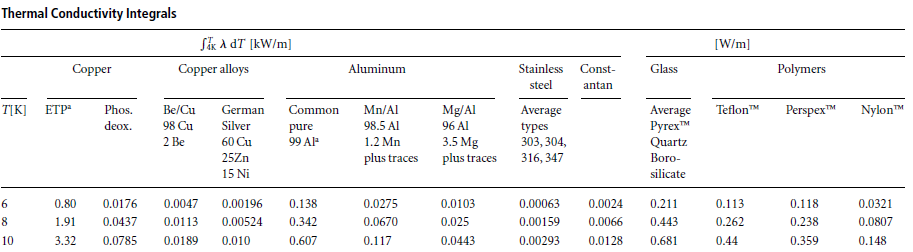 Thermal Conductivity Integrals
∫⁠ᵀ₄K λ dT [kW/m] [W/m]
Copper Copper alloys Aluminum Stainless Const- Glass Polymers
steel antan
T[K] ETPᵃ Phos. Be/Cu German Common Mn/Al Mg/Al Average Average Teflon™ Perspex™ Nylon™
deox. 98 Cu Silver pure 98.5 Al 96 Al types Pyrex™
2 Be 60 Cu 99 Alᵃ 1.2 Mn 3.5 Mg 303, 304, Quartz
25Zn plus traces plus traces 316, 347 Boro-
15 Ni silicate
6 0.80 0.0176 0.0047 0.00196 0.138 0.0275 0.0103 0.00063 0.0024 0.211 0.113 0.118 0.0321
8 1.91 0.0437 0.0113 0.00524 0.342 0.0670 0.025 0.00159 0.0066 0.443 0.262 0.238 0.0807
10 3.32 0.0785 0.0189 0.010 0.607 0.117 0.0443 0.00293 0.0128 0.681 0.44 0.359 0.148